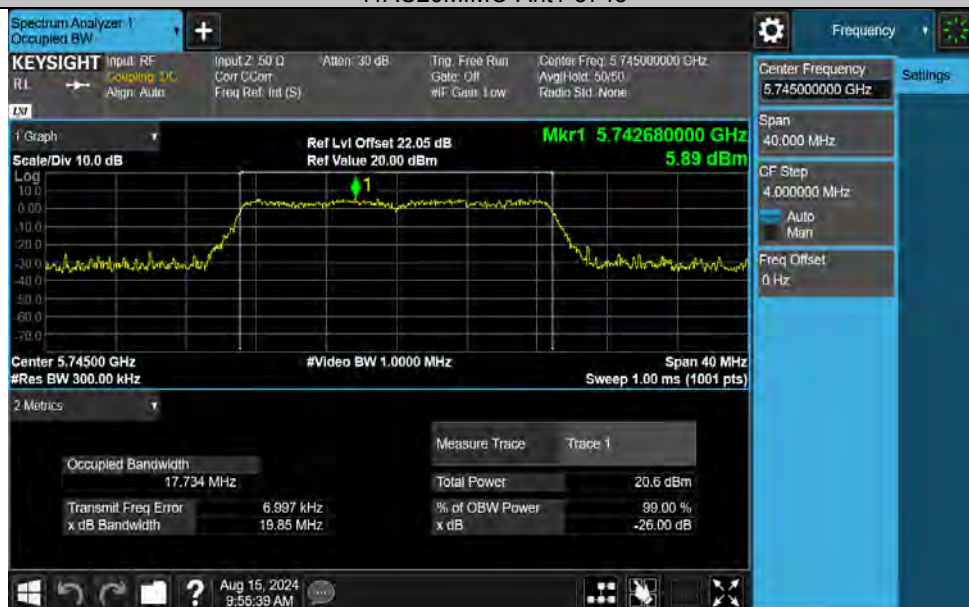 11AC20MIMO Ant1 5745
Spectrum Analyzer 1
Occupied BW
Frequency
KEYSIGHT Input: RF
RL
Coupling: DC
Align: Auto
Input Z: 50 Ω
Corr CCorr
Freq Ref: Int (S)
Atten: 30 dB
Trig: Free Run
Gate: Off
#IF Gain: Low
Center Freq: 5.745000000 GHz
Avg|Hold: 50/50
Radio Std: None
Center Frequency
5.745000000 GHz
Settings
Span
40.000 MHz
CF Step
4.000000 MHz
Auto
Man
Freq Offset
0 Hz
1 Graph
Scale/Div 10.0 dB
Ref Lvl Offset 22.05 dB
Ref Value 20.00 dBm
Mkr1 5.742680000 GHz
5.89 dBm
Log
10.0
0.00
-10.0
-20.0
-30.0
-40.0
-50.0
-60.0
-70.0
1
Center 5.74500 GHz
#Res BW 300.00 kHz
#Video BW 1.0000 MHz
Span 40 MHz
Sweep 1.00 ms (1001 pts)
2 Metrics
Measure Trace Trace 1
Occupied Bandwidth
17.734 MHz
Total Power 20.6 dBm
Transmit Freq Error 6.997 kHz
% of OBW Power 99.00 %
x dB Bandwidth 19.85 MHz
x dB -26.00 dB
Aug 15, 2024
9:55:39 AM